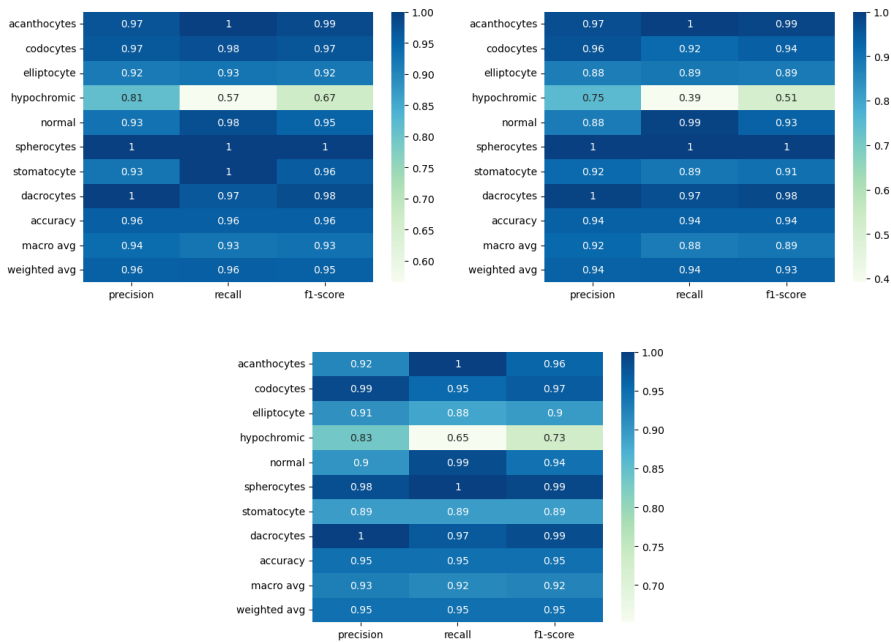 acanthocytes 0.97 1 0.99 1.00
codocytes 0.97 0.98 0.97 0.95
elliptocyte 0.92 0.93 0.92 0.90
hypochromic 0.81 0.57 0.67 0.85
normal 0.93 0.98 0.95 0.80
spherocytes 1 1 1 0.75
stomatocyte 0.93 1 0.96 0.70
dacrocytes 1 0.97 0.98 0.65
accuracy 0.96 0.96 0.96 0.60
macro avg 0.94 0.93 0.93
weighted avg 0.96 0.96 0.95
precision recall f1-score
acanthocytes 0.97 1 0.99 1.0
codocytes 0.96 0.92 0.94 0.9
elliptocyte 0.88 0.89 0.89 0.8
hypochromic 0.75 0.39 0.51 0.7
normal 0.88 0.99 0.93 0.6
spherocytes 1 1 1 0.5
stomatocyte 0.92 0.89 0.91 0.4
dacrocytes 1 0.97 0.98
accuracy 0.94 0.94 0.94
macro avg 0.92 0.88 0.89
weighted avg 0.94 0.94 0.93
precision recall f1-score
acanthocytes 0.92 1 0.96 1.00
codocytes 0.99 0.95 0.97 0.95
elliptocyte 0.91 0.88 0.9 0.90
hypochromic 0.83 0.65 0.73 0.85
normal 0.9 0.99 0.94 0.80
spherocytes 0.98 1 0.99 0.75
stomatocyte 0.89 0.89 0.89 0.70
dacrocytes 1 0.97 0.99
accuracy 0.95 0.95 0.95
macro avg 0.93 0.92 0.92
weighted avg 0.95 0.95 0.95
precision recall f1-score